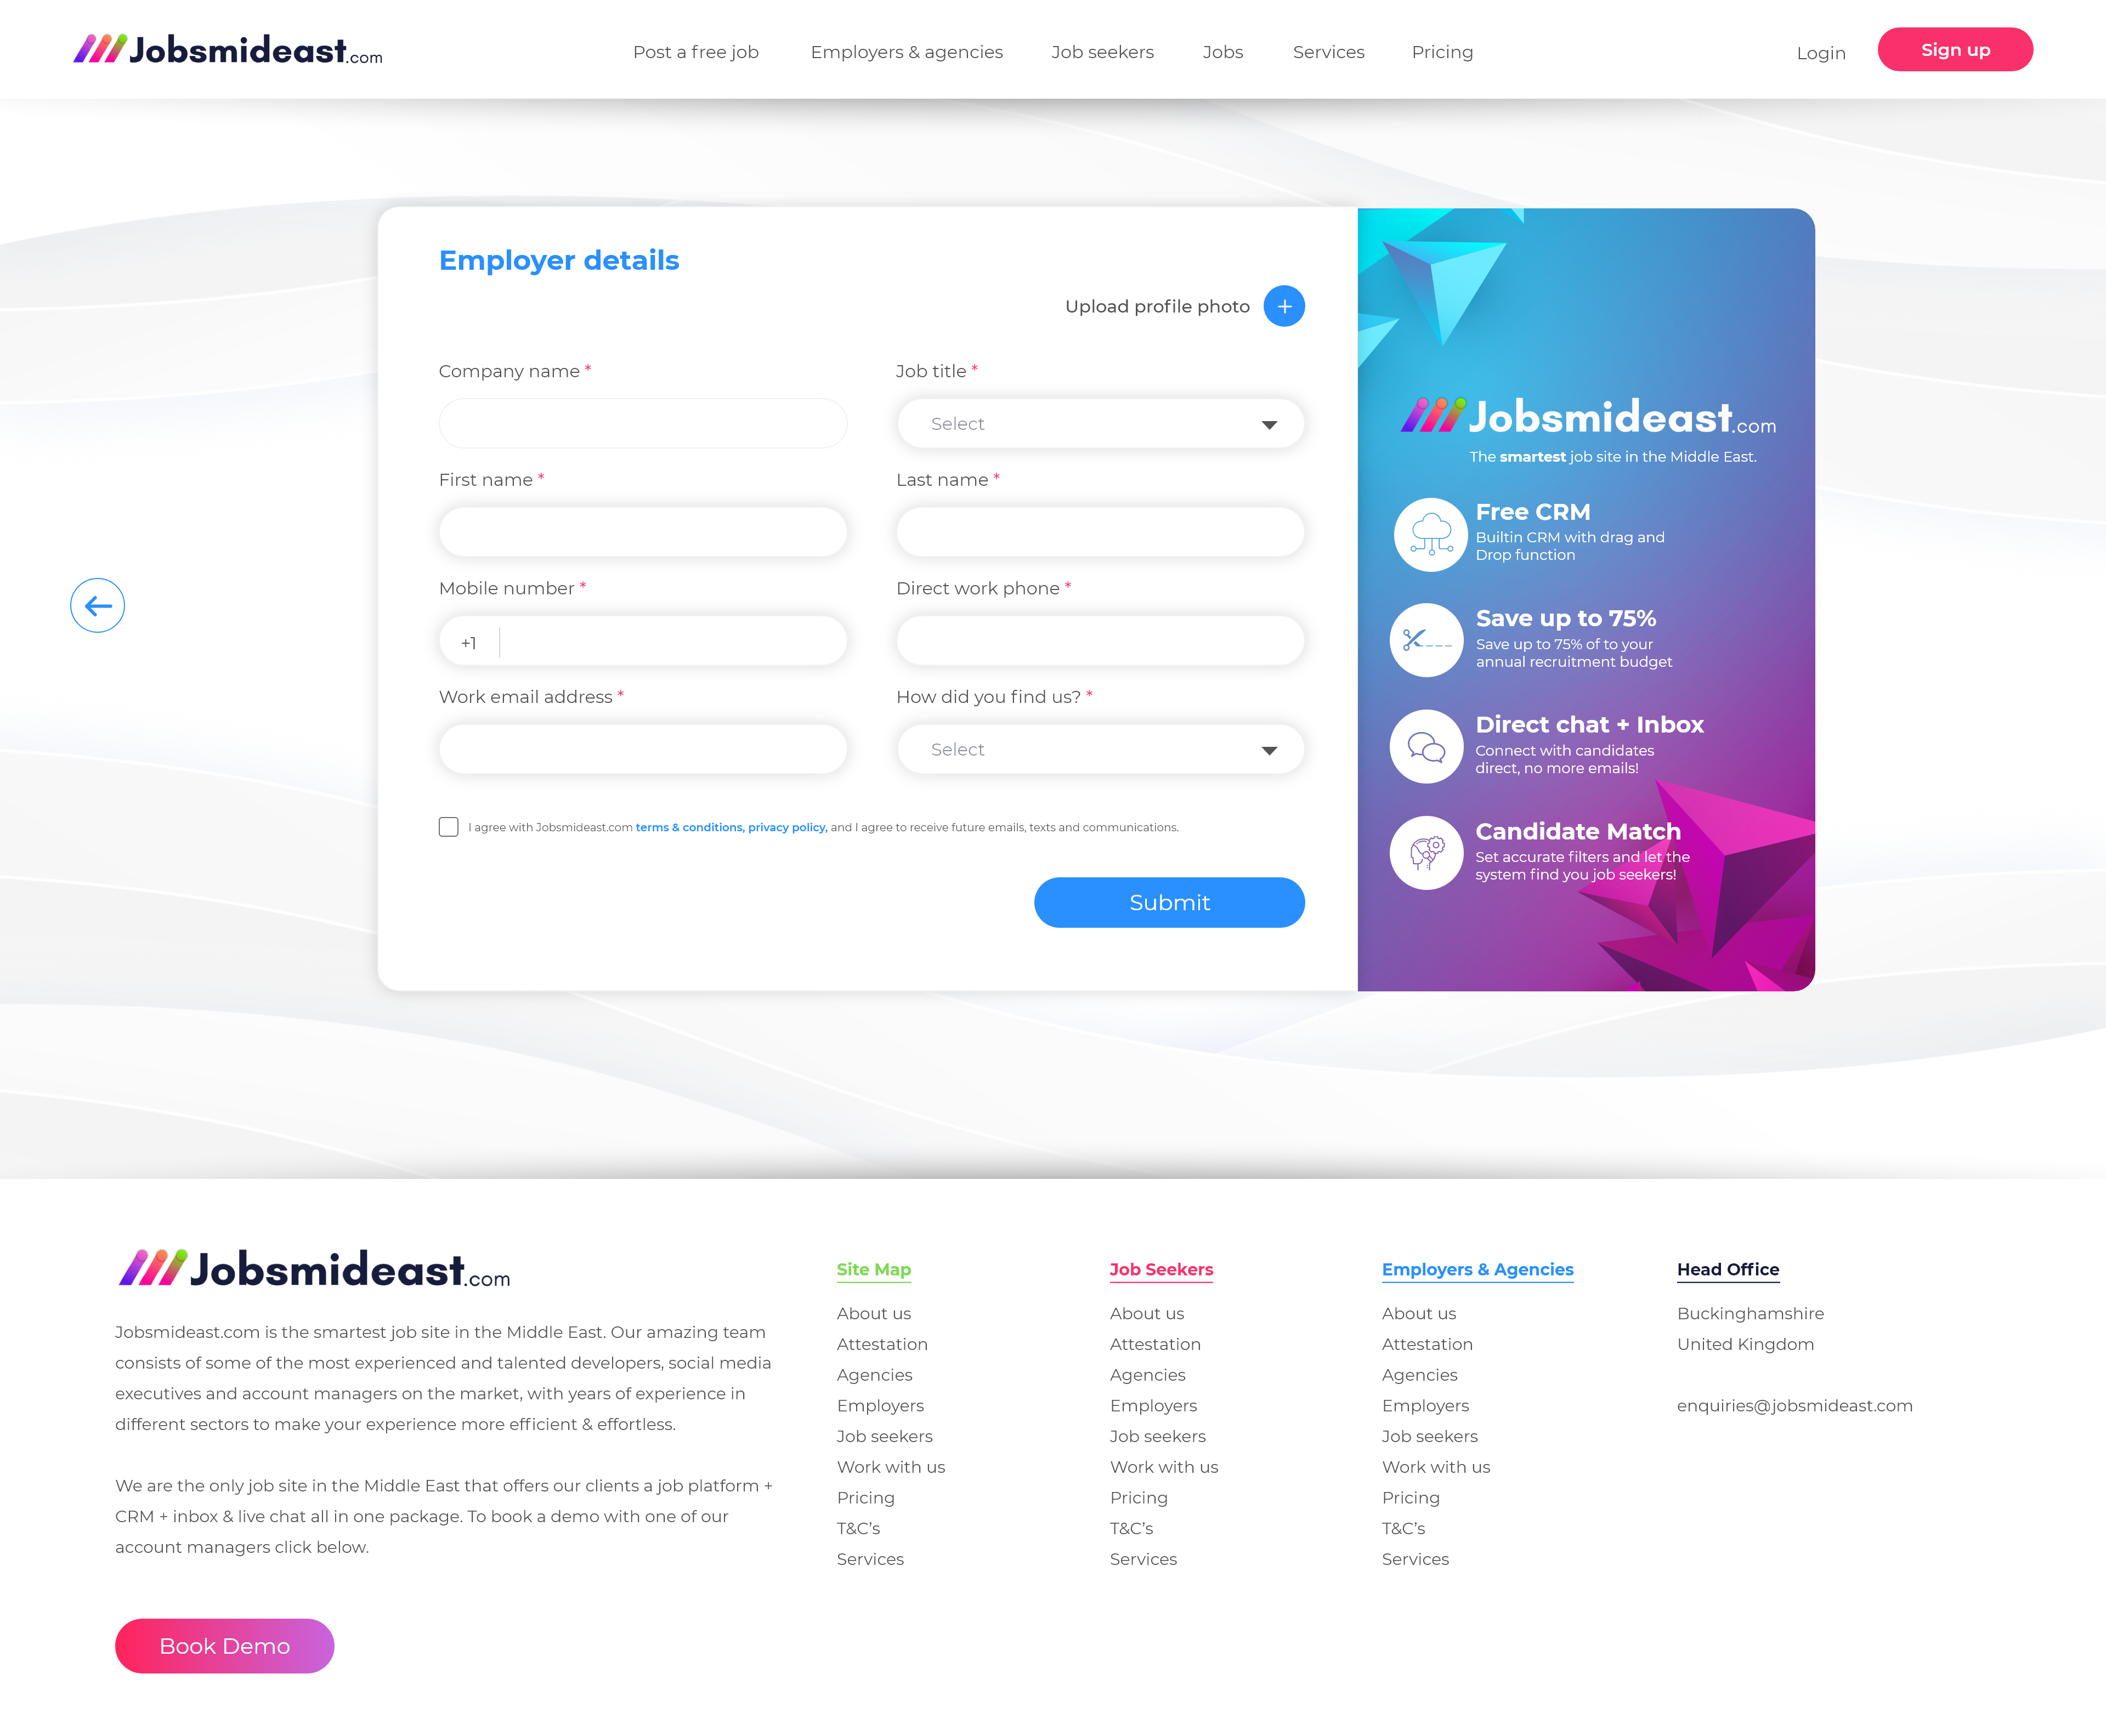 Jobsmideast.com
Post a free job
Employers & agencies
Job seekers
Jobs
Services
Pricing
Login
Sign up
Employer details
Upload profile photo
Company name *
Job title *
Select
First name *
Last name *
Mobile number *
Direct work phone *
+1
Work email address *
How did you find us? *
Select
I agree with Jobsmideast.com terms & conditions, privacy policy, and I agree to receive future emails, texts and communications.
Submit
Jobsmideast.com
The smartest job site in the Middle East.
Free CRM
Builtin CRM with drag and
Drop function
Save up to 75%
Save up to 75% of to your
annual recruitment budget
Direct chat + Inbox
Connect with candidates
direct, no more emails!
Candidate Match
Set accurate filters and let the
system find you job seekers!
Jobsmideast.com
Jobsmideast.com is the smartest job site in the Middle East. Our amazing team
consists of some of the most experienced and talented developers, social media
executives and account managers on the market, with years of experience in
different sectors to make your experience more efficient & effortless.
We are the only job site in the Middle East that offers our clients a job platform +
CRM + inbox & live chat all in one package. To book a demo with one of our
account managers click below.
Book Demo
Site Map
About us
Attestation
Agencies
Employers
Job seekers
Work with us
Pricing
T&C’s
Services
Job Seekers
About us
Attestation
Agencies
Employers
Job seekers
Work with us
Pricing
T&C’s
Services
Employers & Agencies
About us
Attestation
Agencies
Employers
Job seekers
Work with us
Pricing
T&C’s
Services
Head Office
Buckinghamshire
United Kingdom
enquiries@jobsmideast.com